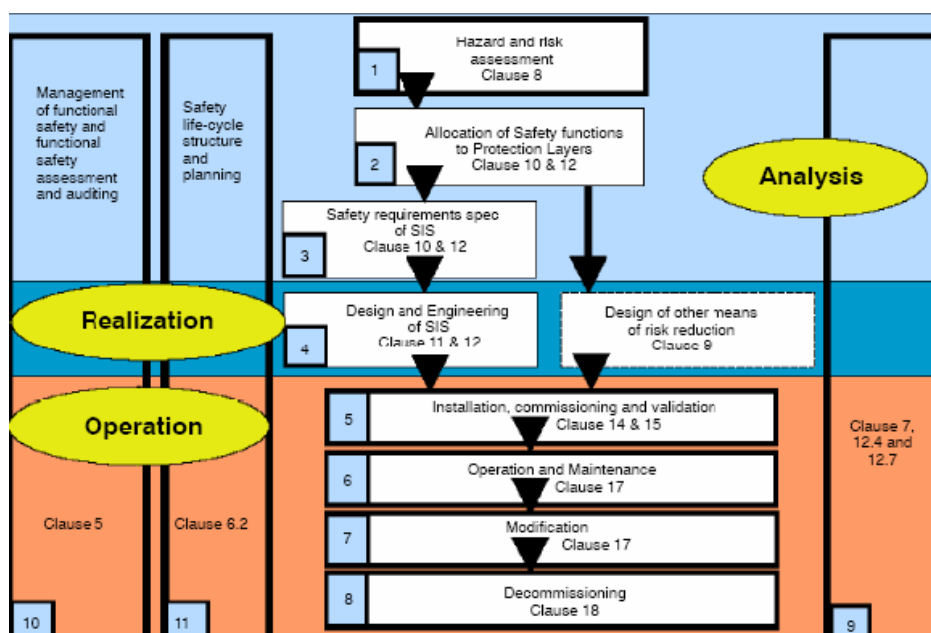 Hazard and risk
assessment
Clause 8
1
Management
of functional
safety and
functional
safety
assessment
and auditing
Safety
life-cycle
structure
and
planning
Allocation of Safety functions
to Protection Layers
Clause 10 & 12
2
Analysis
Safety requirements spec
of SIS
Clause 10 & 12
3
Realization
Design and Engineering
of SIS
Clause 11 & 12
4
Design of other means
of risk reduction
Clause 9
Operation
5
Installation, commissioning and validation
Clause 14 & 15
6
Operation and Maintenance
Clause 17
7
Modification
Clause 17
8
Decommissioning
Clause 18
Clause 7,
12.4 and
12.7
Clause 5
Clause 6.2
10
11
9